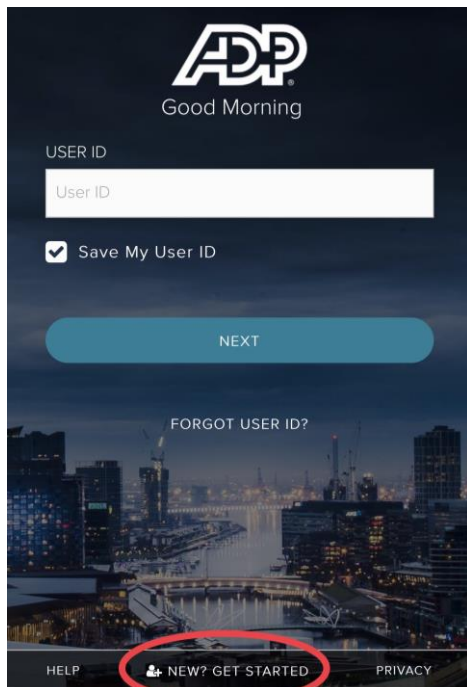 ADP
Good Morning
USER ID
User ID
Save My User ID
NEXT
FORGOT USER ID?
HELP
NEW? GET STARTED
PRIVACY